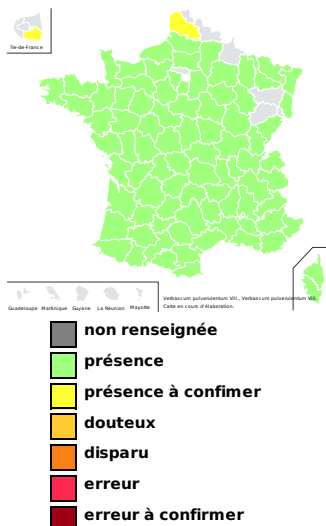 Île-de-France
Guadeloupe Martinique Guyane La Réunion Mayotte
Verbascum pulverulentum Vill., Verbascum pulverulentum Vill.
Carte en cours d'élaboration.
non renseignée
présence
présence à confimer
douteux
disparu
erreur
erreur à confirmer